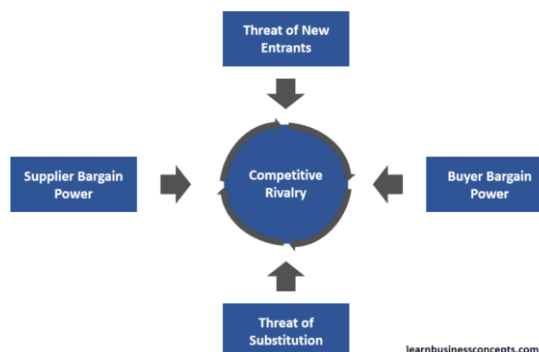 Threat of New
Entrants
Supplier Bargain
Power
Competitive
Rivalry
Buyer Bargain
Power
Threat of
Substitution
learnbusinessconcepts.com